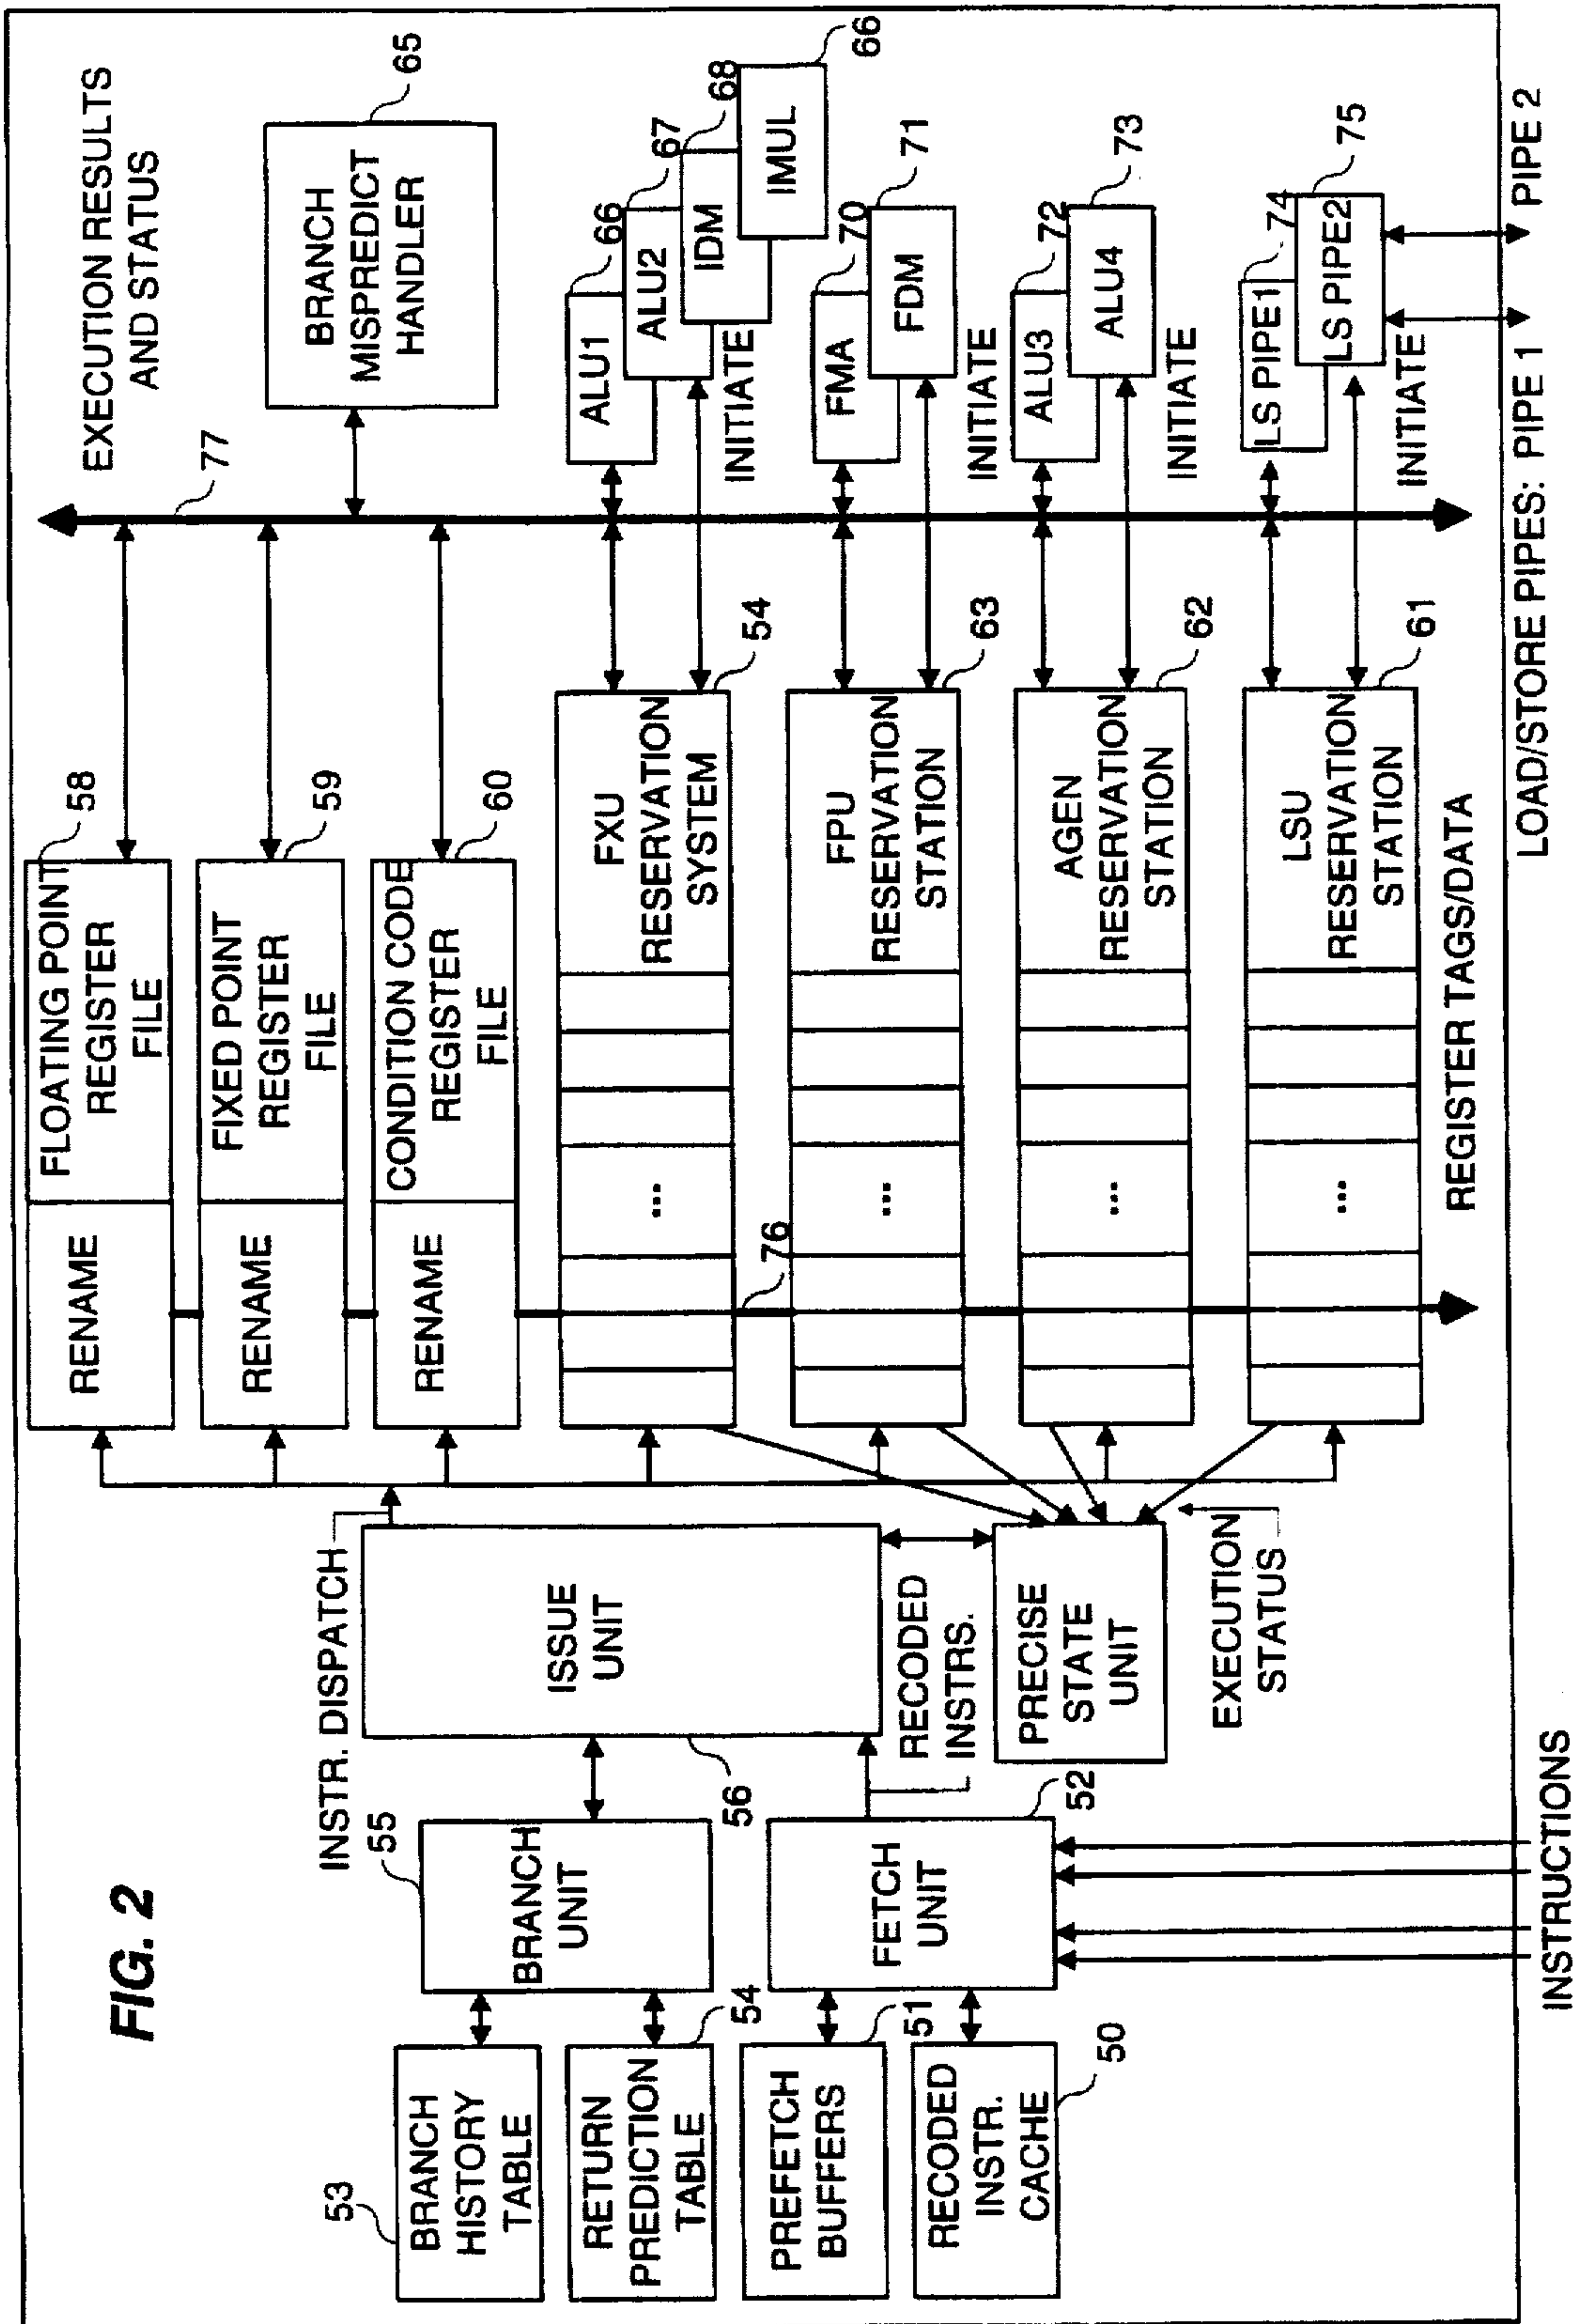 FIG. 2
53
BRANCH
HISTORY
TABLE
RETURN
PREDICTION
TABLE
54
PREFETCH
BUFFERS
51
RECODED
INSTR.
CACHE
50
55
BRANCH
UNIT
FETCH
UNIT
52
INSTRUCTIONS
INSTR. DISPATCH
ISSUE
UNIT
56
RECODED
INSTRS.
PRECISE
STATE
UNIT
EXECUTION
STATUS
RENAME
FLOATING POINT
REGISTER
FILE
58
RENAME
FIXED POINT
REGISTER
FILE
59
RENAME
CONDITION CODE
REGISTER
FILE
60
...
FXU
RESERVATION
SYSTEM
54
76
...
FPU
RESERVATION
STATION
63
...
AGEN
RESERVATION
STATION
62
...
LSU
RESERVATION
STATION
61
REGISTER TAGS/DATA
77
EXECUTION RESULTS
AND STATUS
BRANCH
MISPREDICT
HANDLER
65
ALU1
66
ALU2
67
IDM
68
IMUL
66
INITIATE
FMA
70
FDM
71
INITIATE
ALU3
72
ALU4
73
INITIATE
LS PIPE1
74
LS PIPE2
75
INITIATE
LOAD/STORE PIPES: PIPE 1 PIPE 2